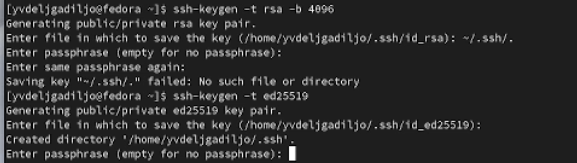 [yvdeljgadiljo@fedora ~]$ ssh-keygen -t rsa -b 4096
Generating public/private rsa key pair.
Enter file in which to save the key (/home/yvdeljgadiljo/.ssh/id_rsa): ~/.ssh/.
Enter passphrase (empty for no passphrase):
Enter same passphrase again:
Saving key "~/.ssh/." failed: No such file or directory
[yvdeljgadiljo@fedora ~]$ ssh-keygen -t ed25519
Generating public/private ed25519 key pair.
Enter file in which to save the key (/home/yvdeljgadiljo/.ssh/id_ed25519):
Created directory '/home/yvdeljgadiljo/.ssh'.
Enter passphrase (empty for no passphrase):